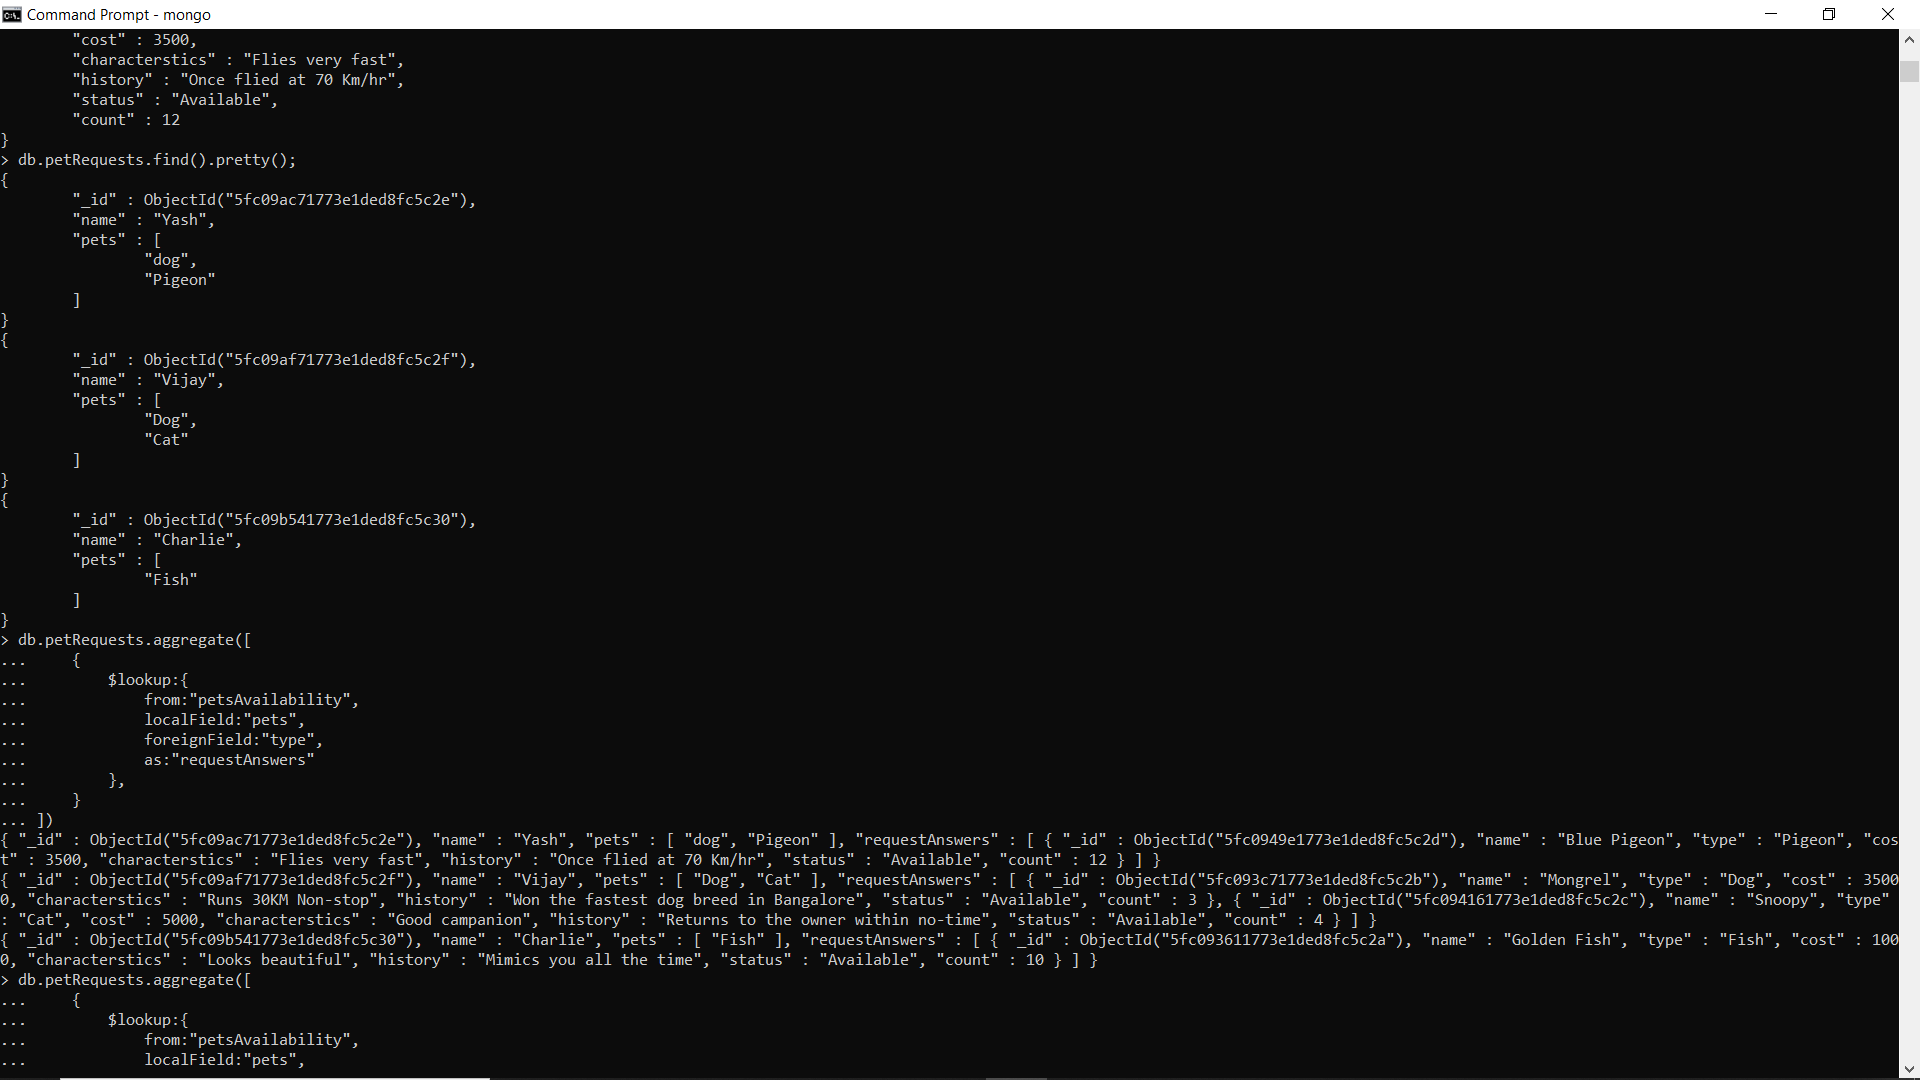 Command Prompt - mongo
        "cost" : 3500,
        "characterstics" : "Flies very fast",
        "history" : "Once flied at 70 Km/hr",
        "status" : "Available",
        "count" : 12
}
> db.petRequests.find().pretty();
{
        "_id" : ObjectId("5fc09ac71773e1ded8fc5c2e"),
        "name" : "Yash",
        "pets" : [
                "dog",
                "Pigeon"
        ]
}
{
        "_id" : ObjectId("5fc09af71773e1ded8fc5c2f"),
        "name" : "Vijay",
        "pets" : [
                "Dog",
                "Cat"
        ]
}
{
        "_id" : ObjectId("5fc09b541773e1ded8fc5c30"),
        "name" : "Charlie",
        "pets" : [
                "Fish"
        ]
}
> db.petRequests.aggregate([
...     {
...         $lookup:{
...             from:"petsAvailability",
...             localField:"pets",
...             foreignField:"type",
...             as:"requestAnswers"
...         },
...     }
... ])
{ "_id" : ObjectId("5fc09ac71773e1ded8fc5c2e"), "name" : "Yash", "pets" : [ "dog", "Pigeon" ], "requestAnswers" : [ { "_id" : ObjectId("5fc0949e1773e1ded8fc5c2d"), "name" : "Blue Pigeon", "type" : "Pigeon", "cos
t" : 3500, "characterstics" : "Flies very fast", "history" : "Once flied at 70 Km/hr", "status" : "Available", "count" : 12 } ] }
{ "_id" : ObjectId("5fc09af71773e1ded8fc5c2f"), "name" : "Vijay", "pets" : [ "Dog", "Cat" ], "requestAnswers" : [ { "_id" : ObjectId("5fc093c71773e1ded8fc5c2b"), "name" : "Mongrel", "type" : "Dog", "cost" : 3500
0, "characterstics" : "Runs 30KM Non-stop", "history" : "Won the fastest dog breed in Bangalore", "status" : "Available", "count" : 3 }, { "_id" : ObjectId("5fc094161773e1ded8fc5c2c"), "name" : "Snoopy", "type"
: "Cat", "cost" : 5000, "characterstics" : "Good campanion", "history" : "Returns to the owner within no-time", "status" : "Available", "count" : 4 } ] }
{ "_id" : ObjectId("5fc09b541773e1ded8fc5c30"), "name" : "Charlie", "pets" : [ "Fish" ], "requestAnswers" : [ { "_id" : ObjectId("5fc093611773e1ded8fc5c2a"), "name" : "Golden Fish", "type" : "Fish", "cost" : 100
0, "characterstics" : "Looks beautiful", "history" : "Mimics you all the time", "status" : "Available", "count" : 10 } ] }
> db.petRequests.aggregate([
...     {
...         $lookup:{
...             from:"petsAvailability",
...             localField:"pets",